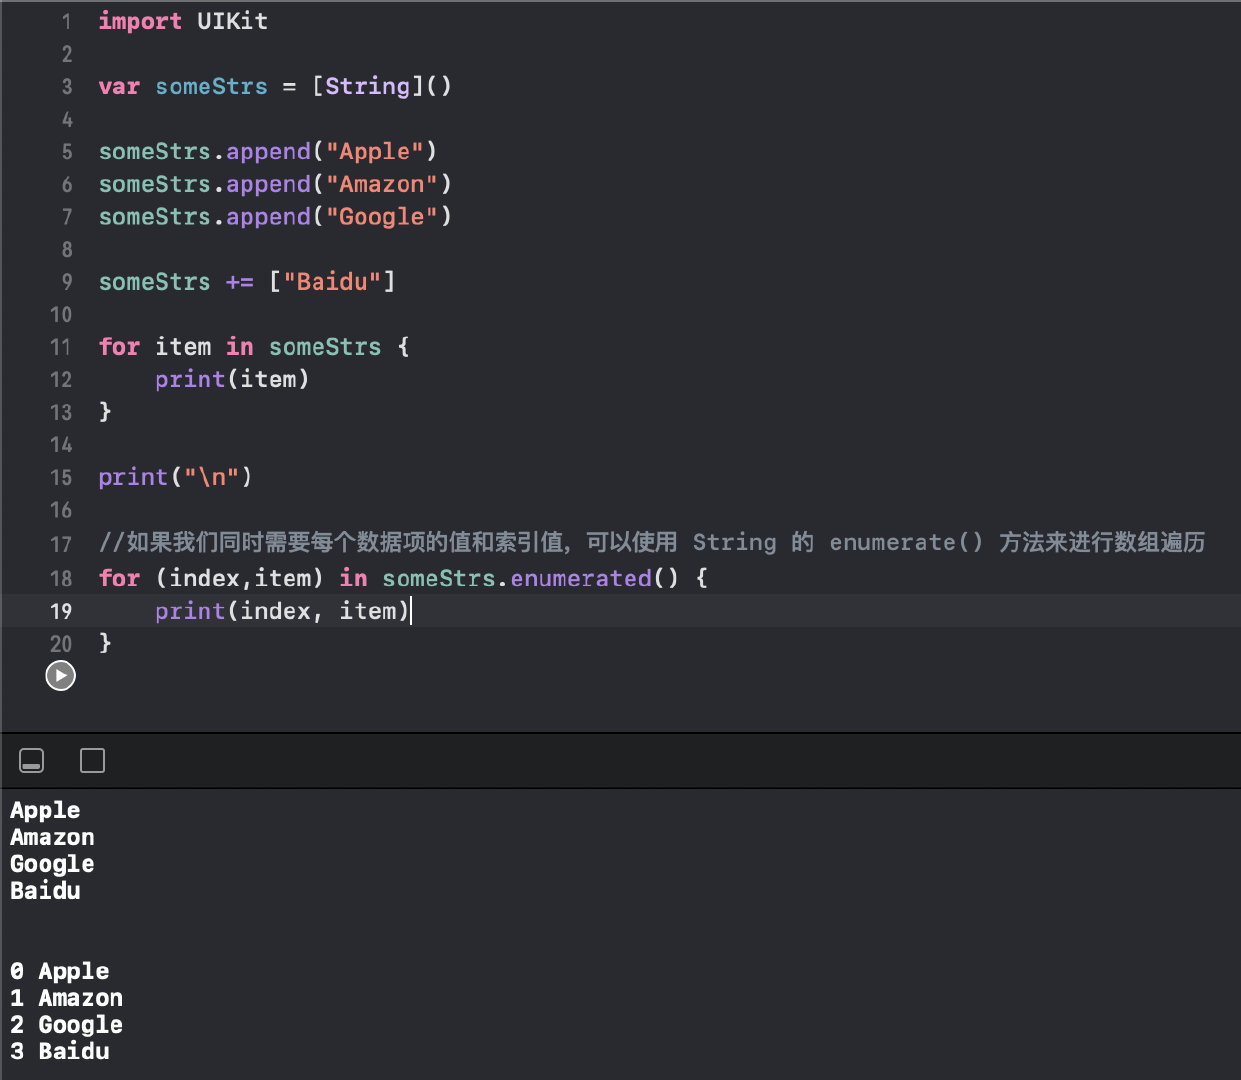 1 import UIKit
2
3 var someStrs = [String]()
4
5 someStrs.append("Apple")
6 someStrs.append("Amazon")
7 someStrs.append("Google")
8
9 someStrs += ["Baidu"]
10
11 for item in someStrs {
12     print(item)
13 }
14
15 print("\n")
16
17 //如果我们同时需要每个数据项的值和索引值，可以使用 String 的 enumerate() 方法来进行数组遍历
18 for (index,item) in someStrs.enumerated() {
19     print(index, item)
20 }
Apple
Amazon
Google
Baidu
0 Apple
1 Amazon
2 Google
3 Baidu